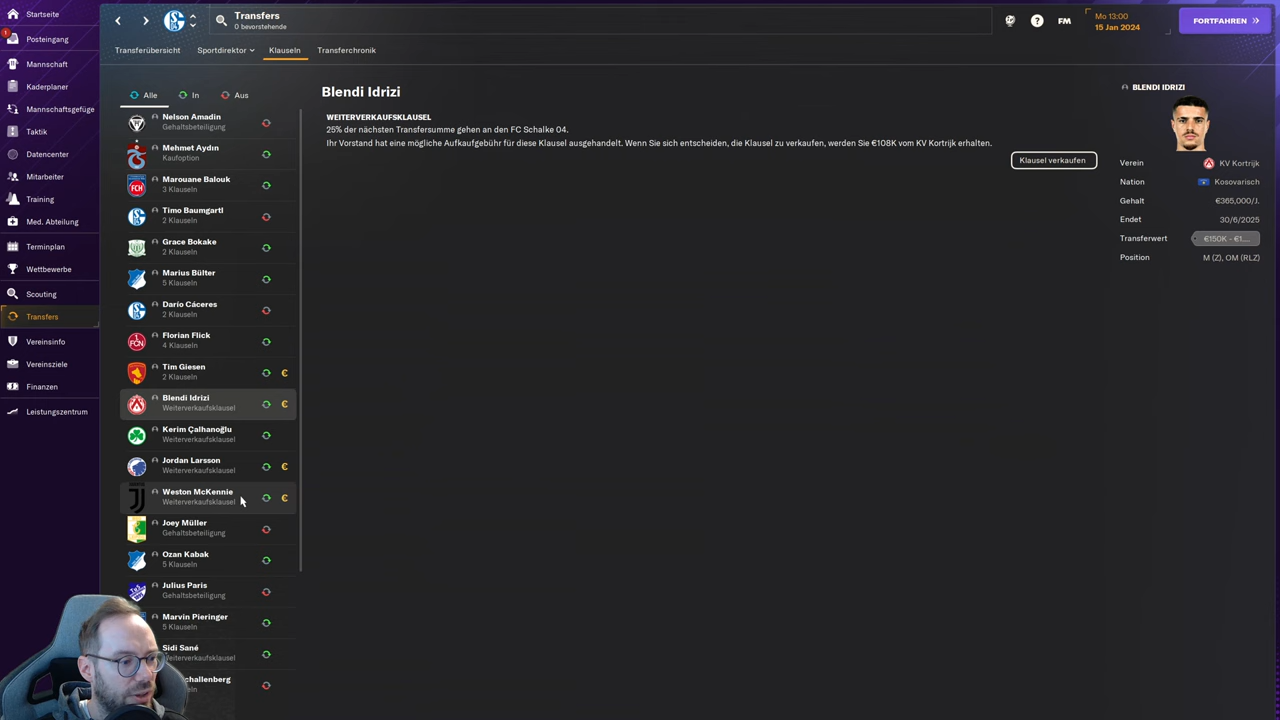 Startseite
1
Posteingang
Mannschaft
Kaderplaner
Mannschaftsgefüge
Taktik
Datencenter
Mitarbeiter
Training
Med. Abteilung
Terminplan
Wettbewerbe
Scouting
Transfers
Vereinsinfo
Vereinsziele
Finanzen
Leistungszentrum
Transfers
0 bevorstehende
?
FM
Mo 13:00
15 Jan 2024
FORTFAHREN
Transferübersicht
Sportdirektor
Klauseln
Transferchronik
Alle
In
Aus
Nelson Amadin
Gehaltsbeteiligung
Mehmet Aydın
Kaufoption
Marouane Balouk
3 Klauseln
Timo Baumgartl
2 Klauseln
Grace Bokake
2 Klauseln
Marius Bülter
5 Klauseln
Darío Cáceres
2 Klauseln
Florian Flick
4 Klauseln
Tim Giesen
2 Klauseln
€
Blendi Idrizi
Weiterverkaufsklausel
€
Kerim Çalhanoğlu
Weiterverkaufsklausel
Jordan Larsson
Weiterverkaufsklausel
€
Weston McKennie
Weiterverkaufsklausel
€
Joey Müller
Gehaltsbeteiligung
Ozan Kabak
5 Klauseln
Julius Paris
Gehaltsbeteiligung
Marvin Pieringer
5 Klauseln
Sidi Sané
Blendi Idrizi
WEITERVERKAUFSKLAUSEL
25% der nächsten Transfersumme gehen an den FC Schalke 04.
Ihr Vorstand hat eine mögliche Aufkaufgebühr für diese Klausel ausgehandelt. Wenn Sie sich entscheiden, die Klausel zu verkaufen, werden Sie €108K vom KV Kortrijk erhalten.
Klausel verkaufen
BLENDI IDRIZI
Verein KV Kortrijk
Nation Kosovarisch
Gehalt €365,000/J.
Endet 30/6/2025
Transferwert €150K - €1....
Position M (Z), OM (RLZ)